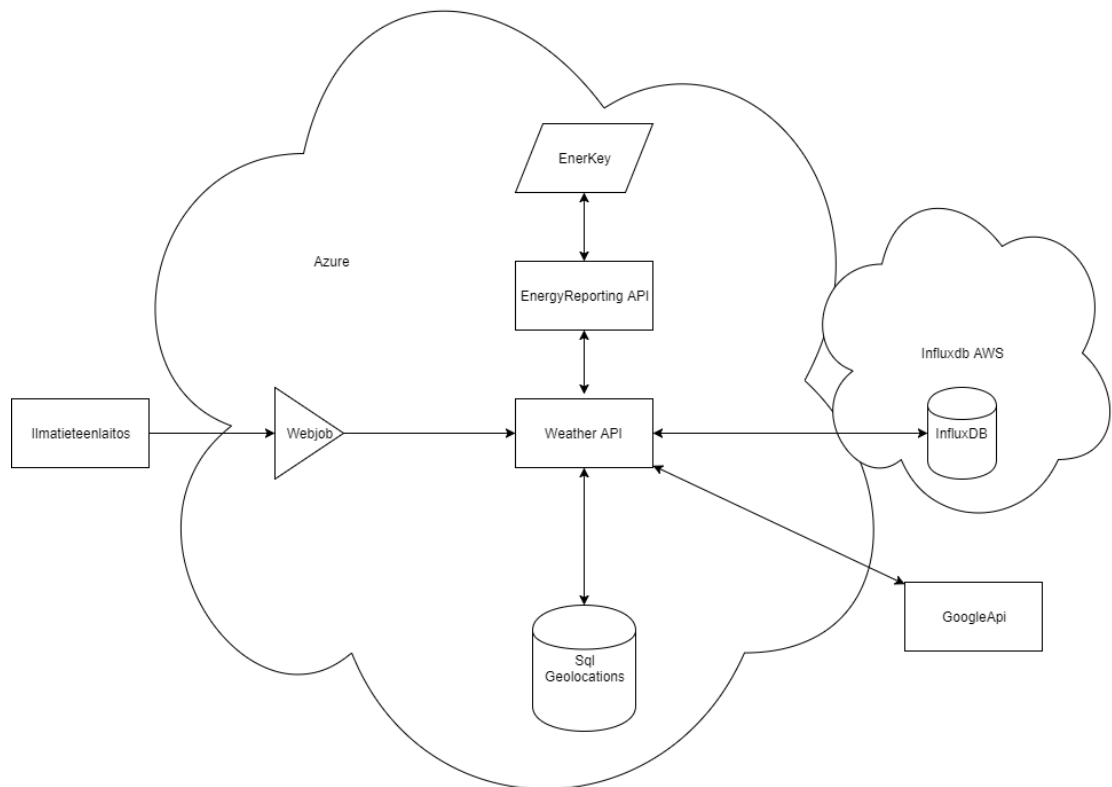 EnerKey
Azure
EnergyReporting API
Influxdb AWS
Ilmatieteenlaitos
Webjob
Weather API
InfluxDB
GoogleApi
Sql
Geolocations